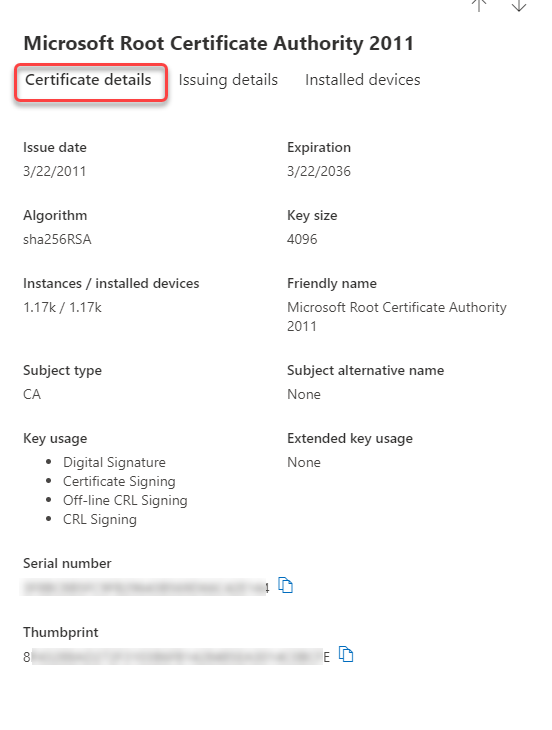 Microsoft Root Certificate Authority 2011
Certificate details Issuing details Installed devices
Issue date Expiration
3/22/2011 3/22/2036
Algorithm Key size
sha256RSA 4096
Instances / installed devices Friendly name
1.17k / 1.17k Microsoft Root Certificate Authority
2011
Subject type Subject alternative name
CA None
Key usage Extended key usage
• Digital Signature None
• Certificate Signing
• Off-line CRL Signing
• CRL Signing
Serial number
Thumbprint